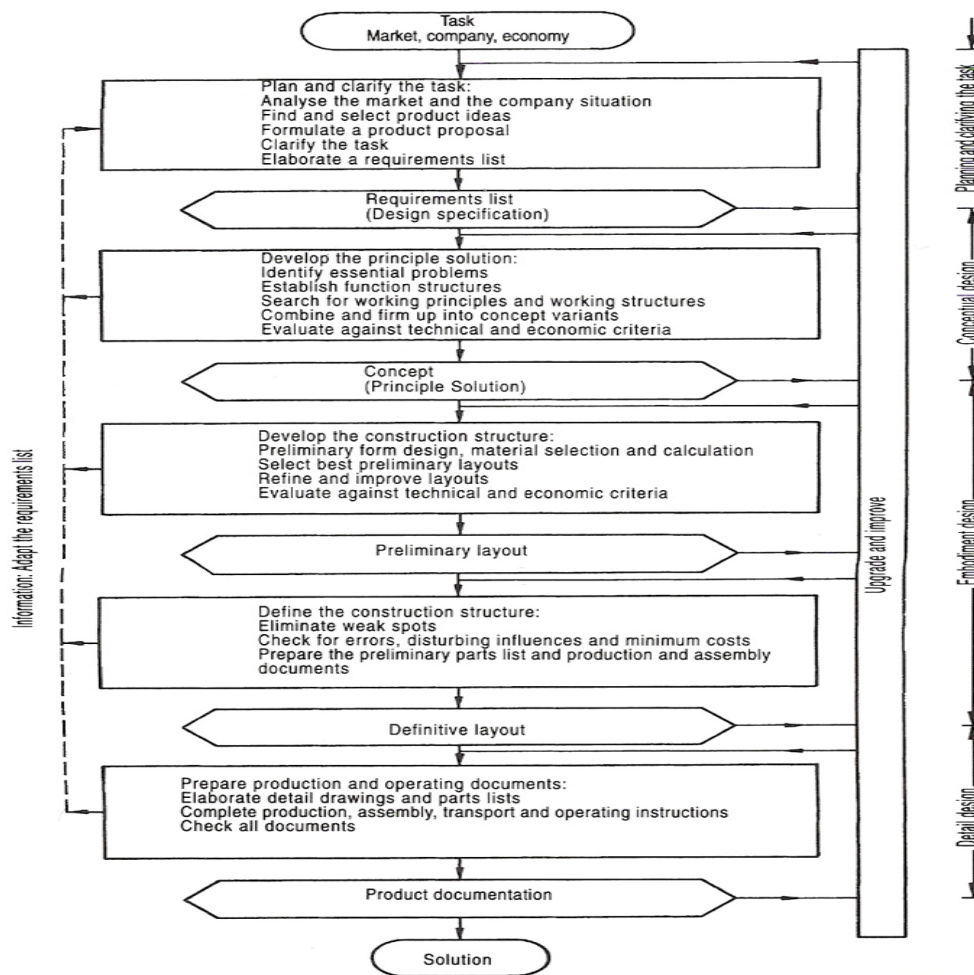 Task
Market, company, economy
Plan and clarify the task:
Analyse the market and the company situation
Find and select product ideas
Formulate a product proposal
Clarify the task
Elaborate a requirements list
Requirements list
(Design specification)
Develop the principle solution:
Identify essential problems
Establish function structures
Search for working principles and working structures
Combine and firm up into concept variants
Evaluate against technical and economic criteria
Concept
(Principle Solution)
Develop the construction structure:
Preliminary form design, material selection and calculation
Select best preliminary layouts
Refine and improve layouts
Evaluate against technical and economic criteria
Preliminary layout
Define the construction structure:
Eliminate weak spots
Check for errors, disturbing influences and minimum costs
Prepare the preliminary parts list and production and assembly
documents
Definitive layout
Prepare production and operating documents:
Elaborate detail drawings and parts lists
Complete production, assembly, transport and operating instructions
Check all documents
Product documentation
Solution
Information: Adapt the requirements list
Upgrade and improve
Planning and clarifying the task
Conceptual design
Embodiment design
Detail design